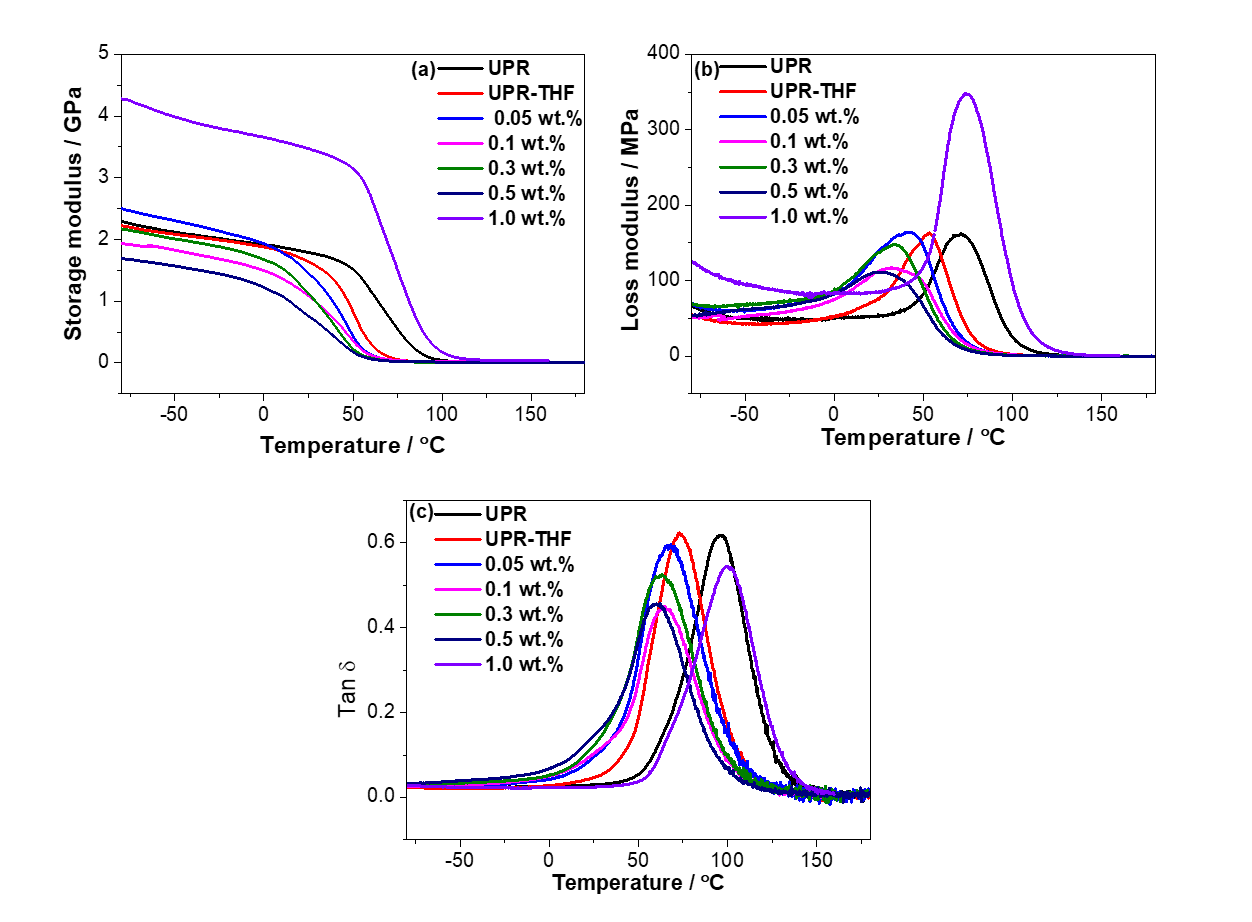 (a)
UPR
UPR-THF
0.05 wt.%
0.1 wt.%
0.3 wt.%
0.5 wt.%
1.0 wt.%
Storage modulus / GPa
5
4
3
2
1
0
-50
0
50
100
150
Temperature / °C
(b)
UPR
UPR-THF
0.05 wt.%
0.1 wt.%
0.3 wt.%
0.5 wt.%
1.0 wt.%
Loss modulus / MPa
400
300
200
100
0
-50
0
50
100
150
Temperature / °C
(c)
UPR
UPR-THF
0.05 wt.%
0.1 wt.%
0.3 wt.%
0.5 wt.%
1.0 wt.%
Tan δ
0.6
0.4
0.2
0.0
-50
0
50
100
150
Temperature / °C